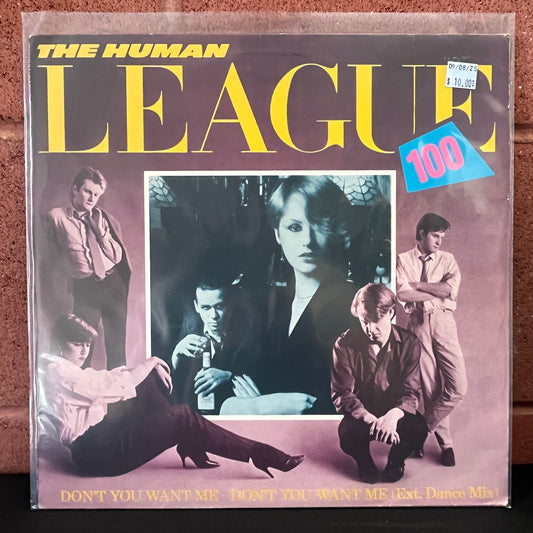 THE HUMAN
LEAGUE
09/08/25
$ 10.00
100
DON'T YOU WANT ME - DON'T YOU WANT ME (Ext. Dance Mix)